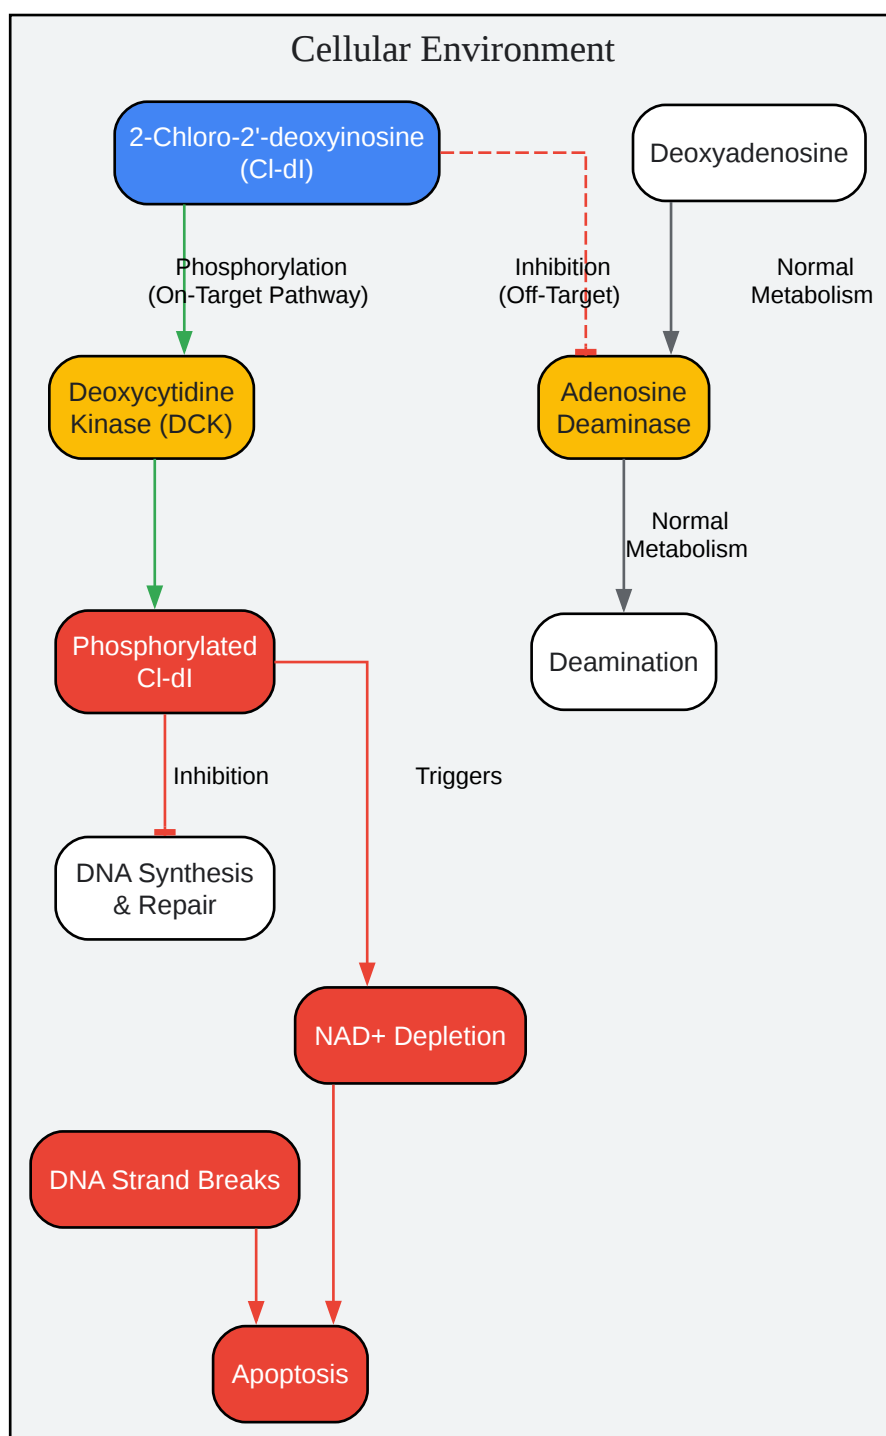 Cellular Environment
2-Chloro-2'-deoxyinosine
(Cl-dI)
Deoxyadenosine
Phosphorylation
(On-Target Pathway)
Inhibition
(Off-Target)
Normal
Metabolism
Deoxycytidine
Kinase (DCK)
Adenosine
Deaminase
Normal
Metabolism
Phosphorylated
Cl-dI
Deamination
Inhibition
Triggers
DNA Synthesis
& Repair
NAD+ Depletion
DNA Strand Breaks
Apoptosis